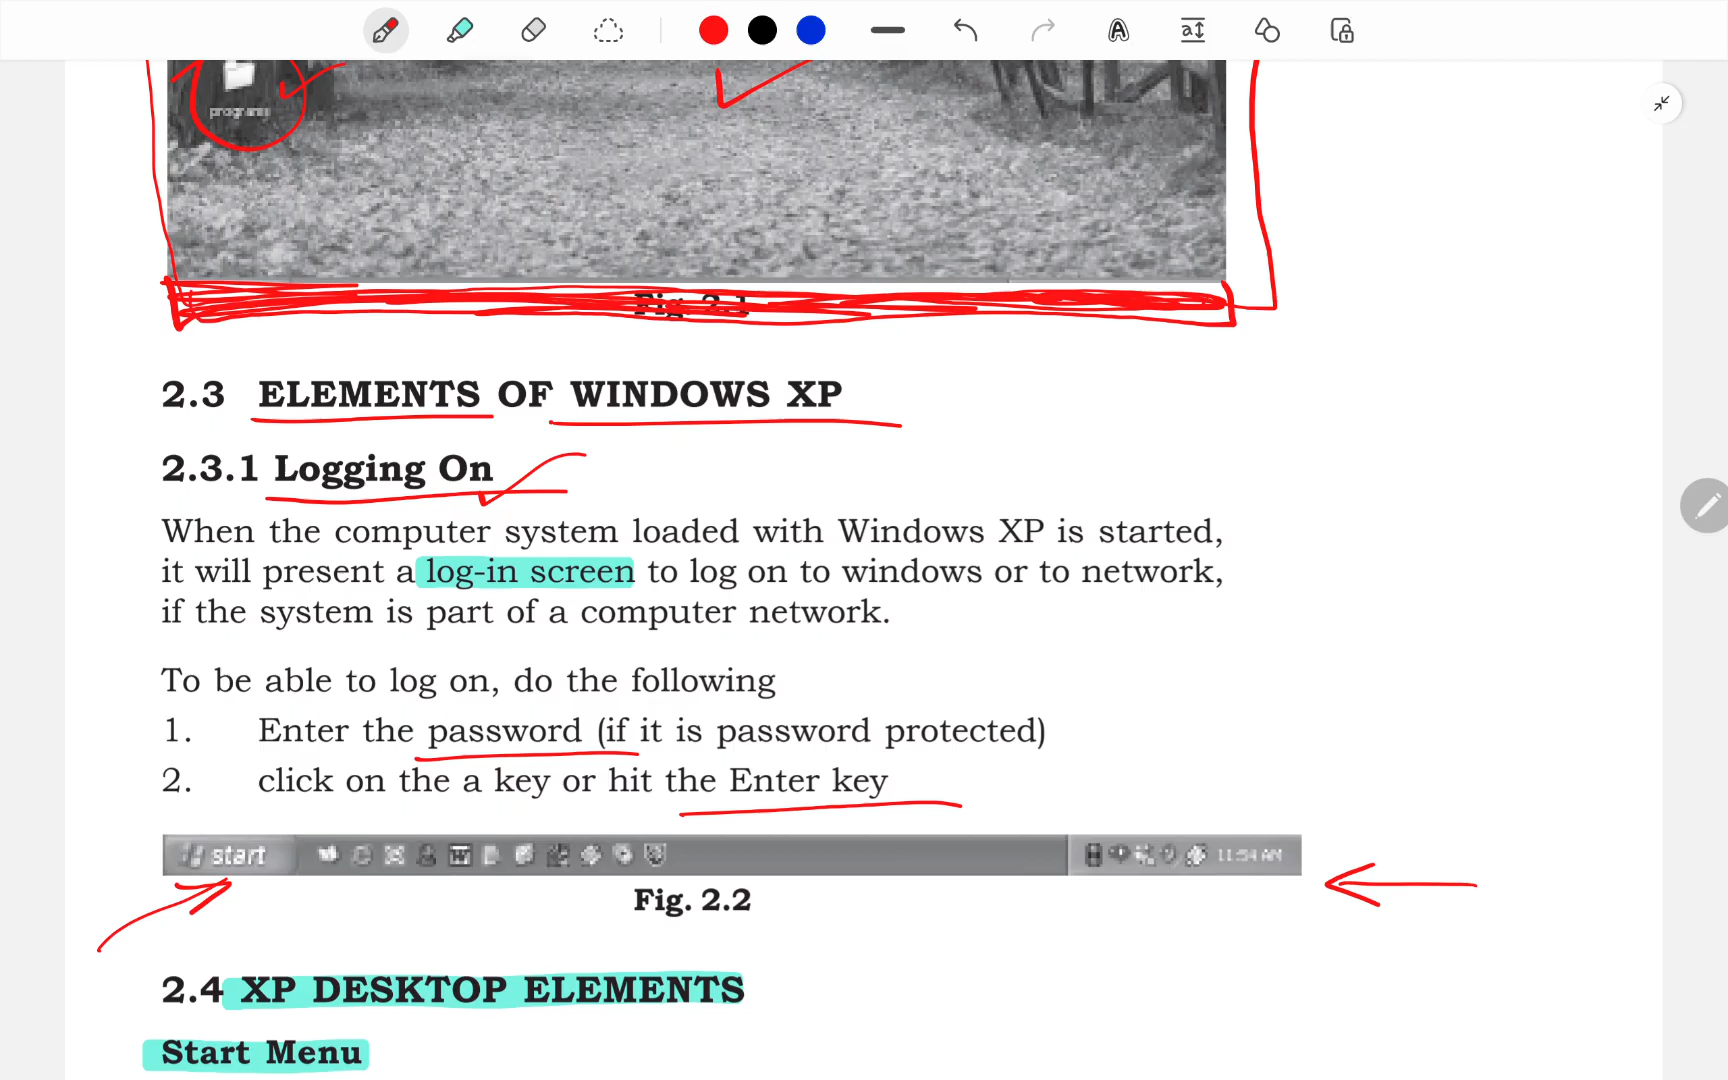 programs
Fig. 2.1
2.3 ELEMENTS OF WINDOWS XP
2.3.1 Logging On
When the computer system loaded with Windows XP is started,
it will present a log-in screen to log on to windows or to network,
if the system is part of a computer network.
To be able to log on, do the following
1. Enter the password (if it is password protected)
2. click on the a key or hit the Enter key
start 11:54 AM
Fig. 2.2
2.4 XP DESKTOP ELEMENTS
Start Menu